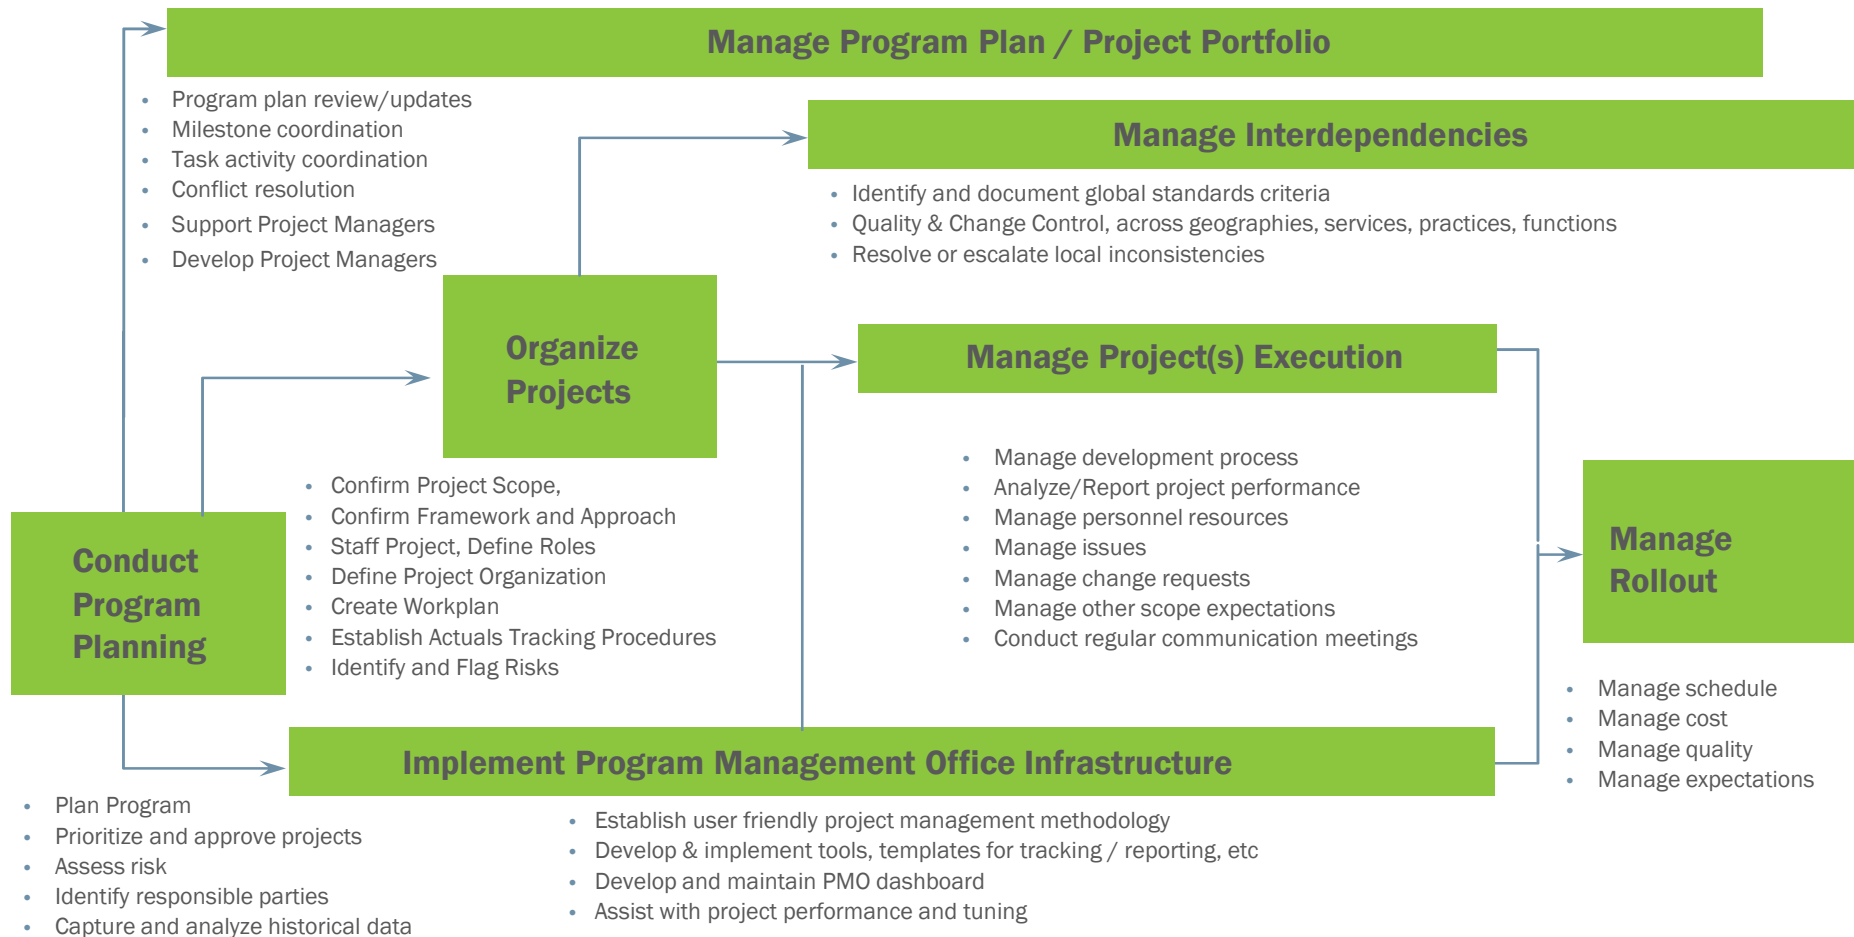 Manage Program Plan / Project Portfolio
• Program plan review/updates
• Milestone coordination
• Task activity coordination
• Conflict resolution
• Support Project Managers
• Develop Project Managers
Manage Interdependencies
• Identify and document global standards criteria
• Quality & Change Control, across geographies, services, practices, functions
• Resolve or escalate local inconsistencies
Organize
Projects
• Confirm Project Scope,
• Confirm Framework and Approach
• Staff Project, Define Roles
• Define Project Organization
• Create Workplan
• Establish Actuals Tracking Procedures
• Identify and Flag Risks
Manage Project(s) Execution
• Manage development process
• Analyze/Report project performance
• Manage personnel resources
• Manage issues
• Manage change requests
• Manage other scope expectations
• Conduct regular communication meetings
Manage
Rollout
• Manage schedule
• Manage cost
• Manage quality
• Manage expectations
Conduct
Program
Planning
• Plan Program
• Prioritize and approve projects
• Assess risk
• Identify responsible parties
• Capture and analyze historical data
Implement Program Management Office Infrastructure
• Establish user friendly project management methodology
• Develop & implement tools, templates for tracking / reporting, etc
• Develop and maintain PMO dashboard
• Assist with project performance and tuning